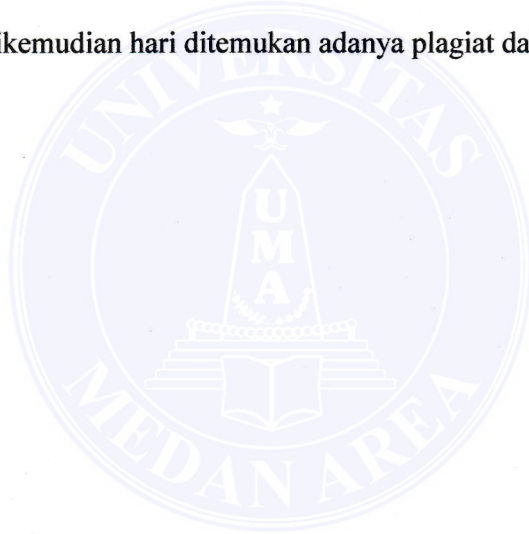 ikemudian hari ditemukan adanya plagiat da
UNIVERSITAS
UMA
MEDAN AREA